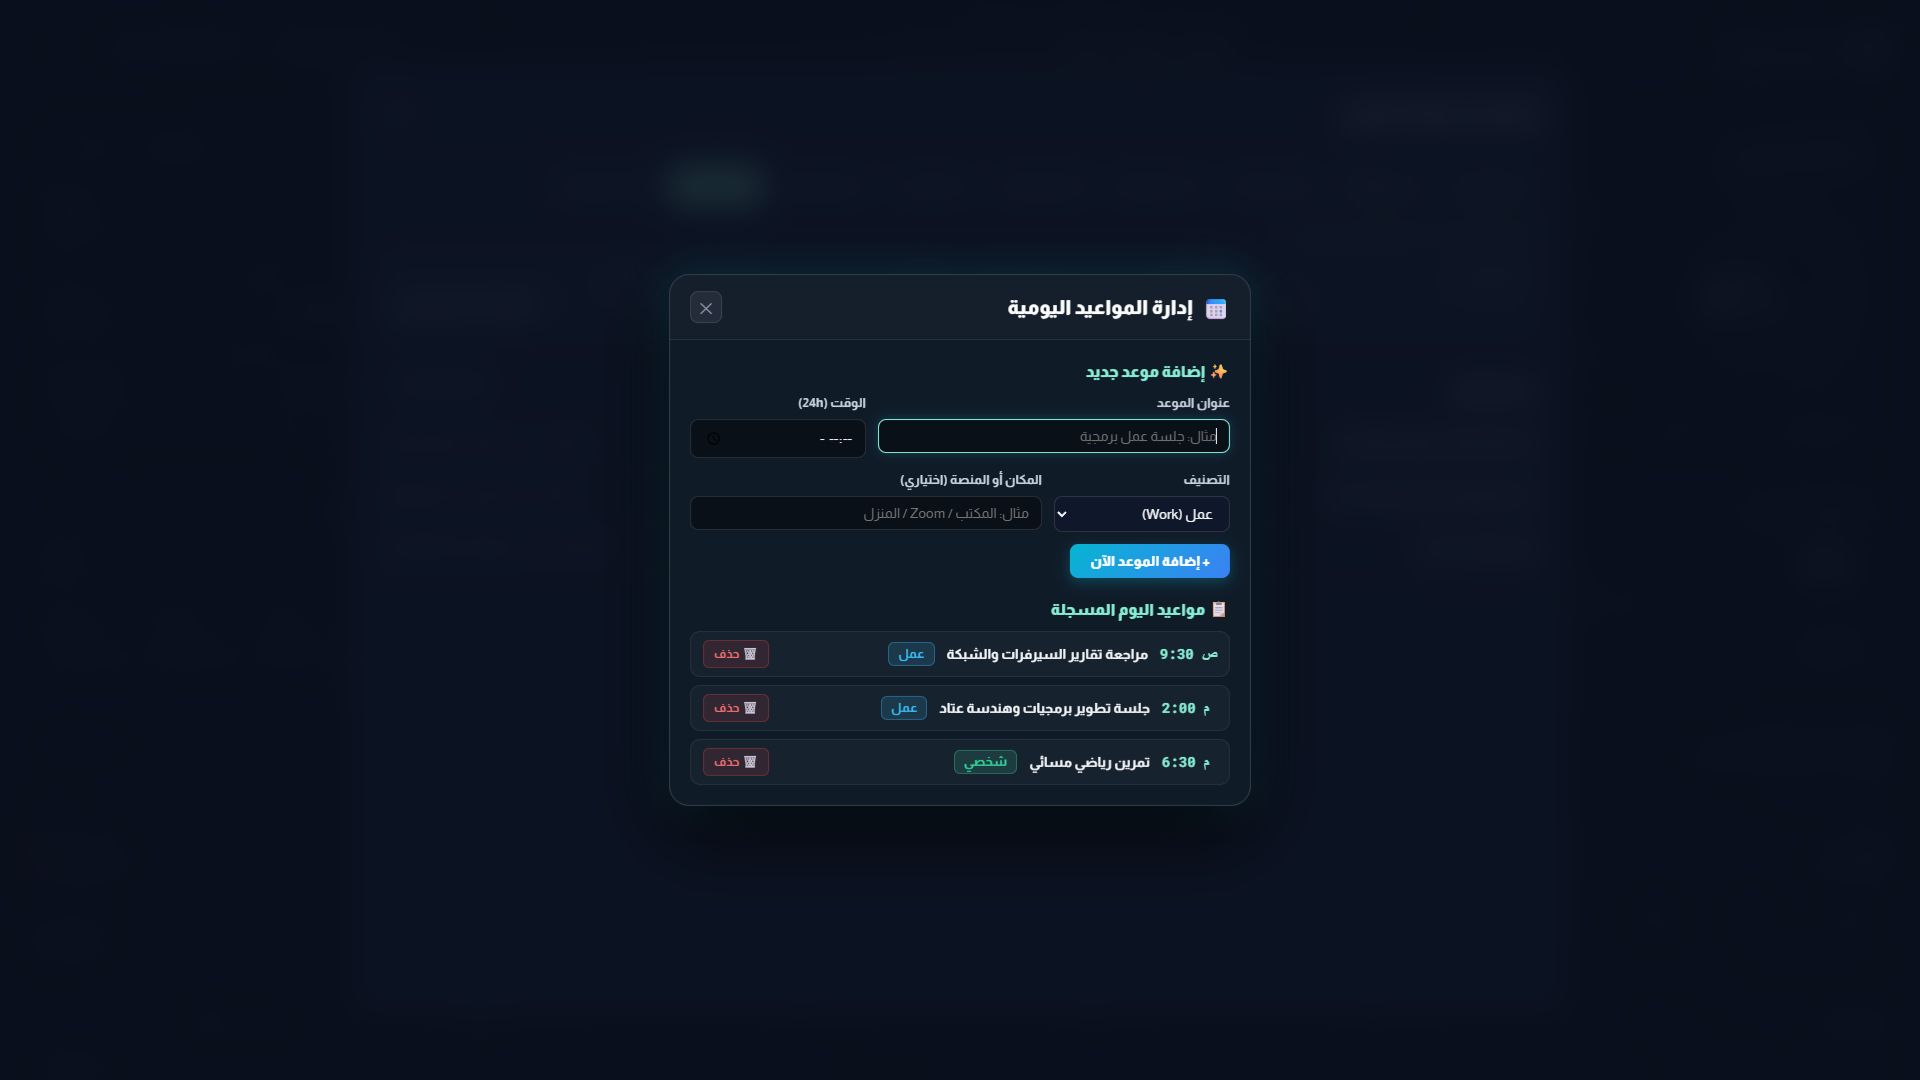 إدارة المواعيد اليومية
إضافة موعد جديد
عنوان الموعد
الوقت (24h)
مثال: جلسة عمل برمجية
--:-- -
التصنيف
المكان أو المنصة (اختياري)
عمل (Work)
مثال: المكتب / Zoom / المنزل
+ إضافة الموعد الآن
مواعيد اليوم المسجلة
9:30 ص مراجعة تقارير السيرفرات والشبكة عمل حذف
2:00 م جلسة تطوير برمجيات وهندسة عتاد عمل حذف
6:30 م تمرين رياضي مسائي شخصي حذف